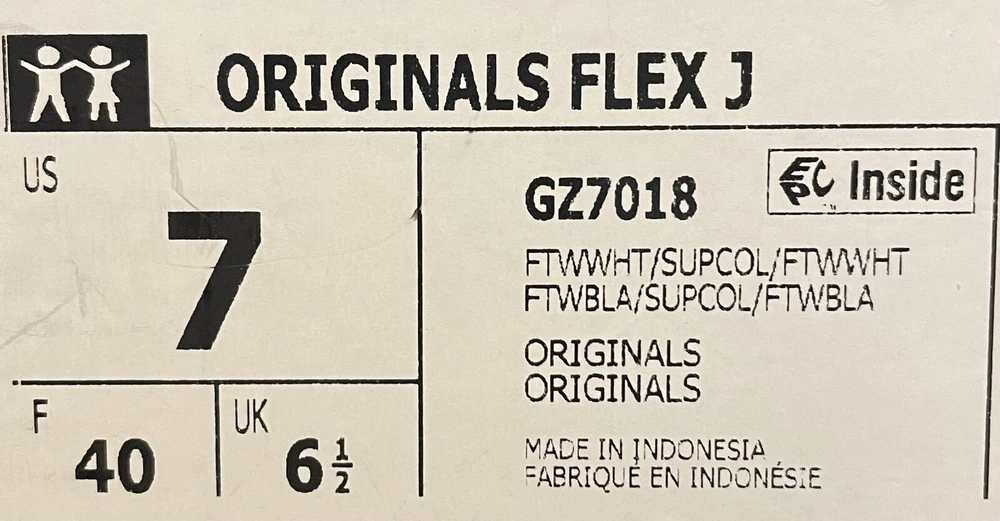 ORIGINALS FLEX J
US
7
F
40
UK
6 1/2
GZ7018
EPC Inside
FTWWHT/SUPCOL/FTWWHT
FTWBLA/SUPCOL/FTWBLA
ORIGINALS
ORIGINALS
MADE IN INDONESIA
FABRIQUÉ EN INDONÉSIE